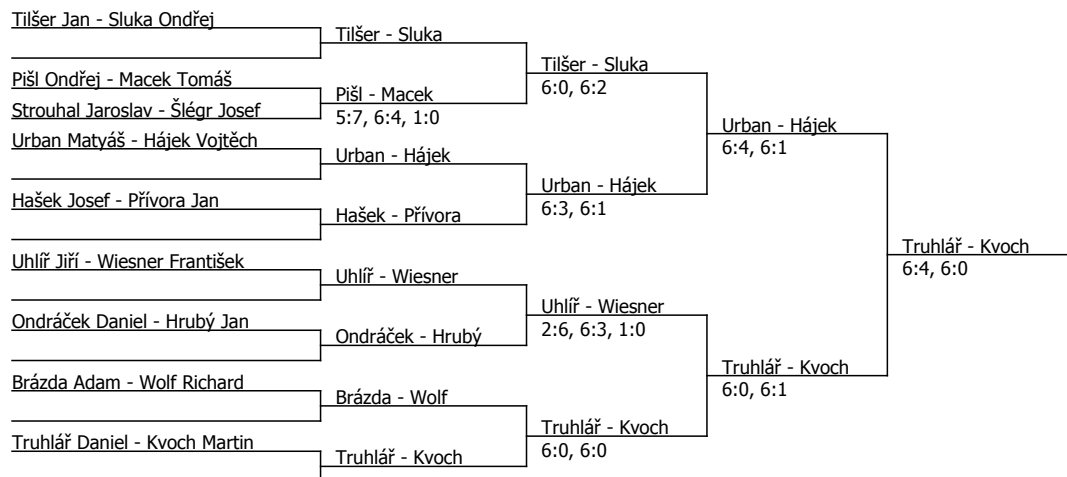 Tilšer Jan - Sluka Ondřej
Pišl Ondřej - Macek Tomáš
Strouhal Jaroslav - Šlégr Josef
Urban Matyáš - Hájek Vojtěch
Hašek Josef - Přívora Jan
Uhlíř Jiří - Wiesner František
Ondráček Daniel - Hrubý Jan
Brázda Adam - Wolf Richard
Truhlář Daniel - Kvoch Martin
Tilšer - Sluka
Pišl - Macek
5:7, 6:4, 1:0
Urban - Hájek
Hašek - Přívora
Uhlíř - Wiesner
Ondráček - Hrubý
Brázda - Wolf
Truhlář - Kvoch
Tilšer - Sluka
6:0, 6:2
Urban - Hájek
6:3, 6:1
Uhlíř - Wiesner
2:6, 6:3, 1:0
Truhlář - Kvoch
6:0, 6:0
Urban - Hájek
6:4, 6:1
Truhlář - Kvoch
6:0, 6:1
Truhlář - Kvoch
6:4, 6:0